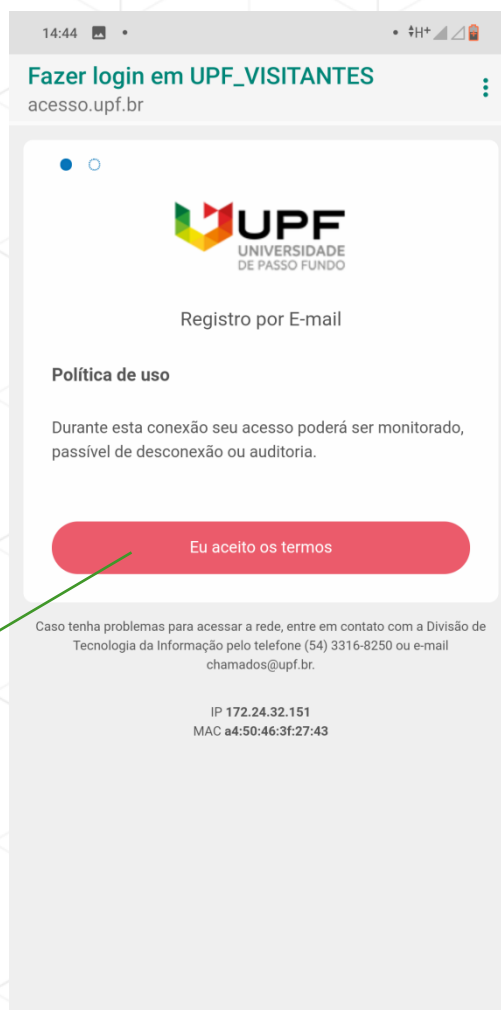 14:44
H+
Fazer login em UPF_VISITANTES
acesso.upf.br
UPF
UNIVERSIDADE
DE PASSO FUNDO
Registro por E-mail
Política de uso
Durante esta conexão seu acesso poderá ser monitorado,
passível de desconexão ou auditoria.
Eu aceito os termos
Caso tenha problemas para acessar a rede, entre em contato com a Divisão de
Tecnologia da Informação pelo telefone (54) 3316-8250 ou e-mail
chamados@upf.br.
IP 172.24.32.151
MAC a4:50:46:3f:27:43